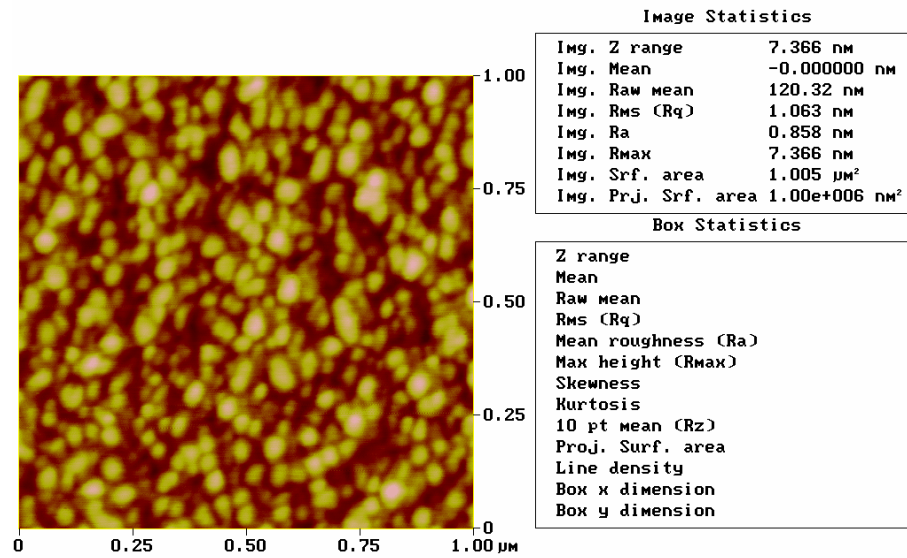 Image Statistics
Img. Z range 7.366 nm
Img. Mean -0.000000 nm
Img. Raw mean 120.32 nm
Img. Rms (Rq) 1.063 nm
Img. Ra 0.858 nm
Img. Rmax 7.366 nm
Img. Srf. area 1.005 µm²
Img. Prj. Srf. area 1.00e+006 nm²
Box Statistics
Z range
Mean
Raw mean
Rms (Rq)
Mean roughness (Ra)
Max height (Rmax)
Skewness
Kurtosis
10 pt mean (Rz)
Proj. Surf. area
Line density
Box x dimension
Box y dimension
1.00
0.75
0.50
0.25
0
0 0.25 0.50 0.75 1.00 µm